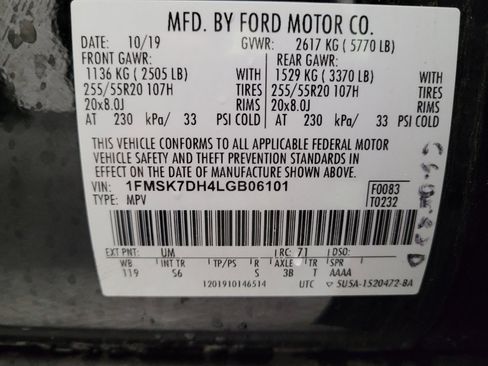 MFD. BY FORD MOTOR CO.
DATE: 10/19 GVWR: 2617 KG ( 5770 LB)
FRONT GAWR: REAR GAWR:
1136 KG ( 2505 LB) WITH 1529 KG ( 3370 LB) WITH
255/55R20 107H TIRES 255/55R20 107H TIRES
20x8.0J RIMS 20x8.0J RIMS
AT 230 kPa/ 33 PSI COLD AT 230 kPa/ 33 PSI COLD
THIS VEHICLE CONFORMS TO ALL APPLICABLE FEDERAL MOTOR
VEHICLE SAFETY AND THEFT PREVENTION STANDARDS IN
EFFECT ON THE DATE OF MANUFACTURE SHOWN ABOVE.
VIN: 1FMSK7DH4LGB06101 F0083
TYPE: MPV T0232
EXT PNT: UM RC: 71 DSO:
WB INT TR TP/PS R AXLE TR SPR
119 S6 S 3B T AAAA
1201910146514 UTC 5U5A-1520472-BA